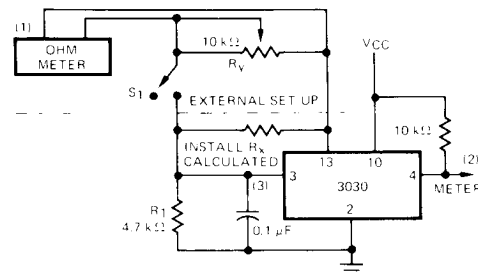 (1)
OHM
METER
10 kΩ
RV
VCC
S1
EXTERNAL SET UP
INSTALL RX
CALCULATED
10 kΩ
(2)
METER
13
10
3
(3)
3030
4
2
R1
4.7 kΩ
0.1 µF